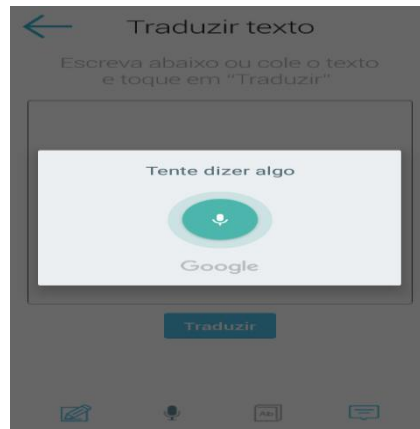 Traduzir texto
Escreva abaixo ou cole o texto
e toque em "Traduzir"
Tente dizer algo
Google
Traduzir